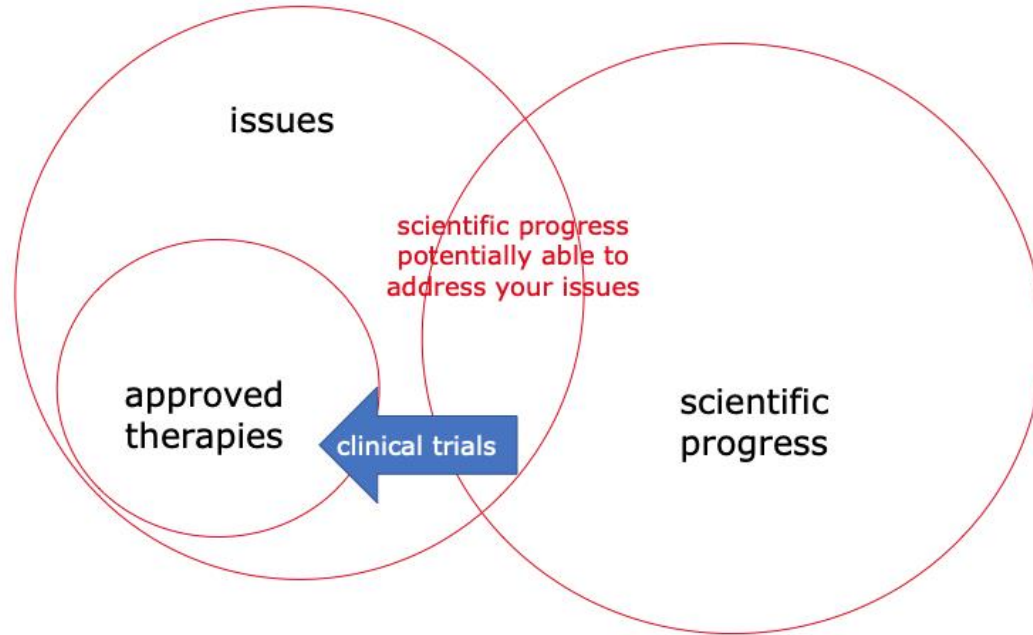 issues
scientific progress
potentially able to
address your issues
approved
therapies
clinical trials
scientific
progress